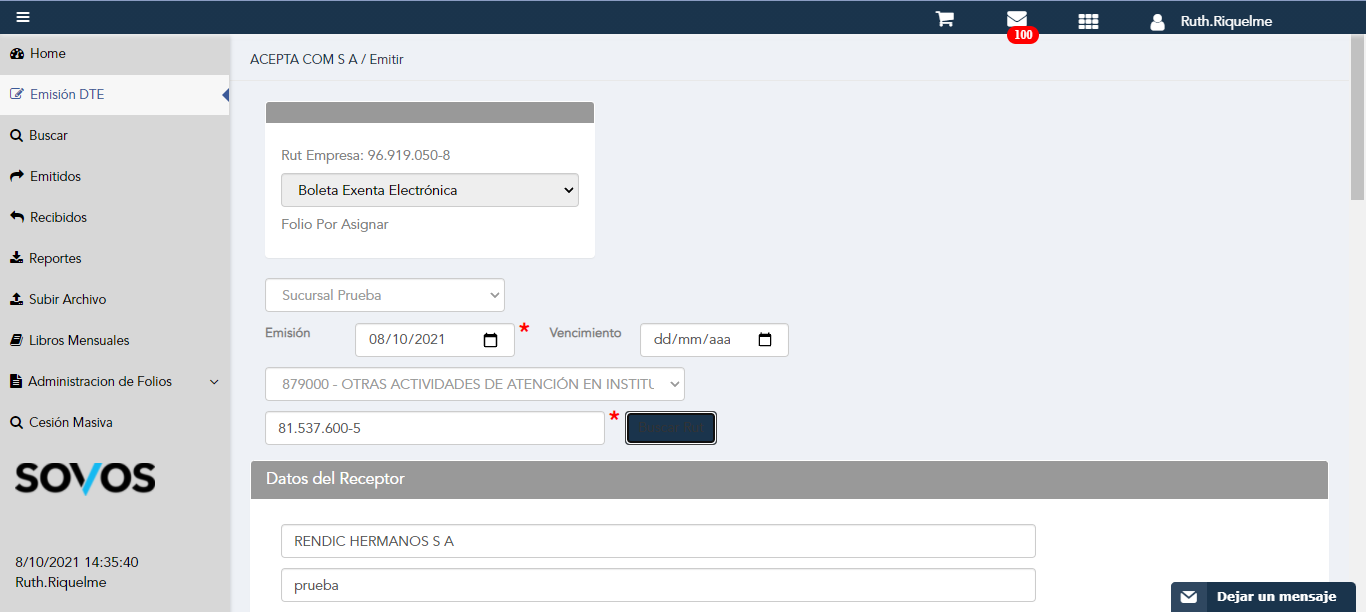 Ruth.Riquelme
100
Home
ACEPTA COM S A / Emitir
Emisión DTE
Buscar
Emitidos
Recibidos
Reportes
Subir Archivo
Libros Mensuales
Administracion de Folios
Cesión Masiva
SOVOS
8/10/2021 14:35:40
Ruth.Riquelme
Rut Empresa: 96.919.050-8
Boleta Exenta Electrónica
Folio Por Asignar
Sucursal Prueba
Emisión 08/10/2021 * Vencimiento dd/mm/aaa
879000 - OTRAS ACTIVIDADES DE ATENCIÓN EN INSTITU
81.537.600-5 *
Datos del Receptor
RENDIC HERMANOS S A
prueba
Dejar un mensaje